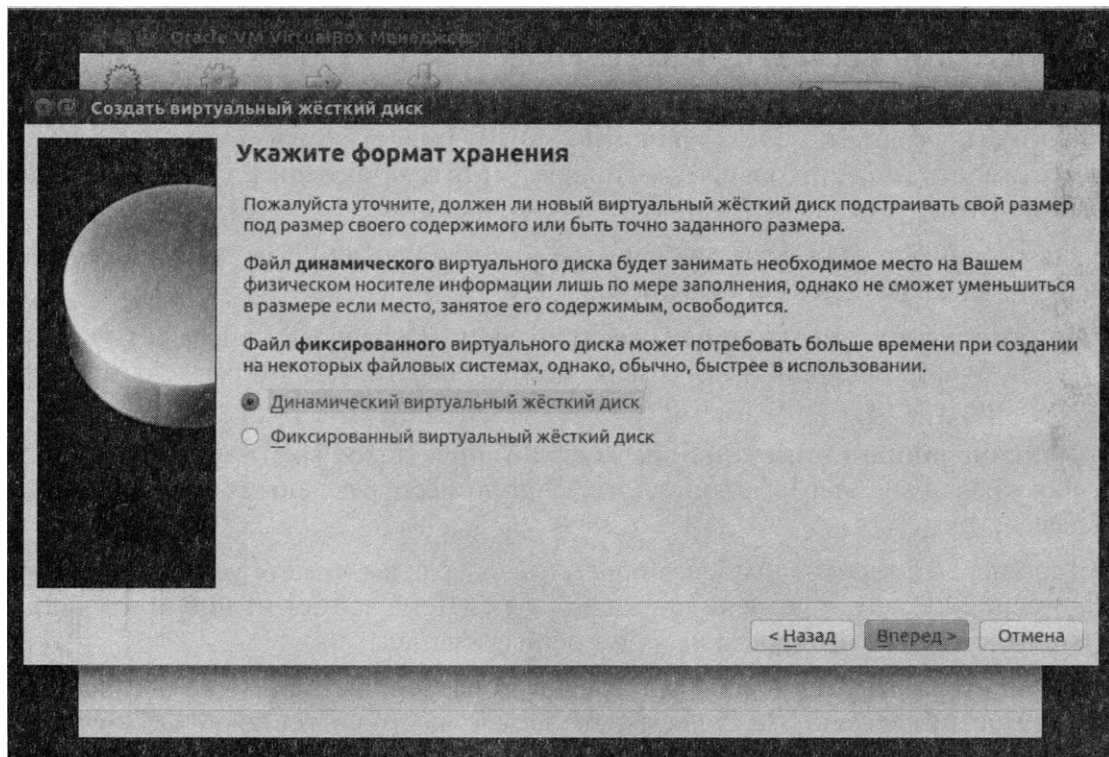 Oracle VM VirtualBox Менеджер
Создать виртуальный жёсткий диск
Укажите формат хранения
Пожалуйста уточните, должен ли новый виртуальный жёсткий диск подстраивать свой размер
под размер своего содержимого или быть точно заданного размера.
Файл динамического виртуального диска будет занимать необходимое место на Вашем
физическом носителе информации лишь по мере заполнения, однако не сможет уменьшиться
в размере если место, занятое его содержимым, освободится.
Файл фиксированного виртуального диска может потребовать больше времени при создании
на некоторых файловых системах, однако, обычно, быстрее в использовании.
Динамический виртуальный жёсткий диск
Фиксированный виртуальный жёсткий диск
< Назад Вперед > Отмена